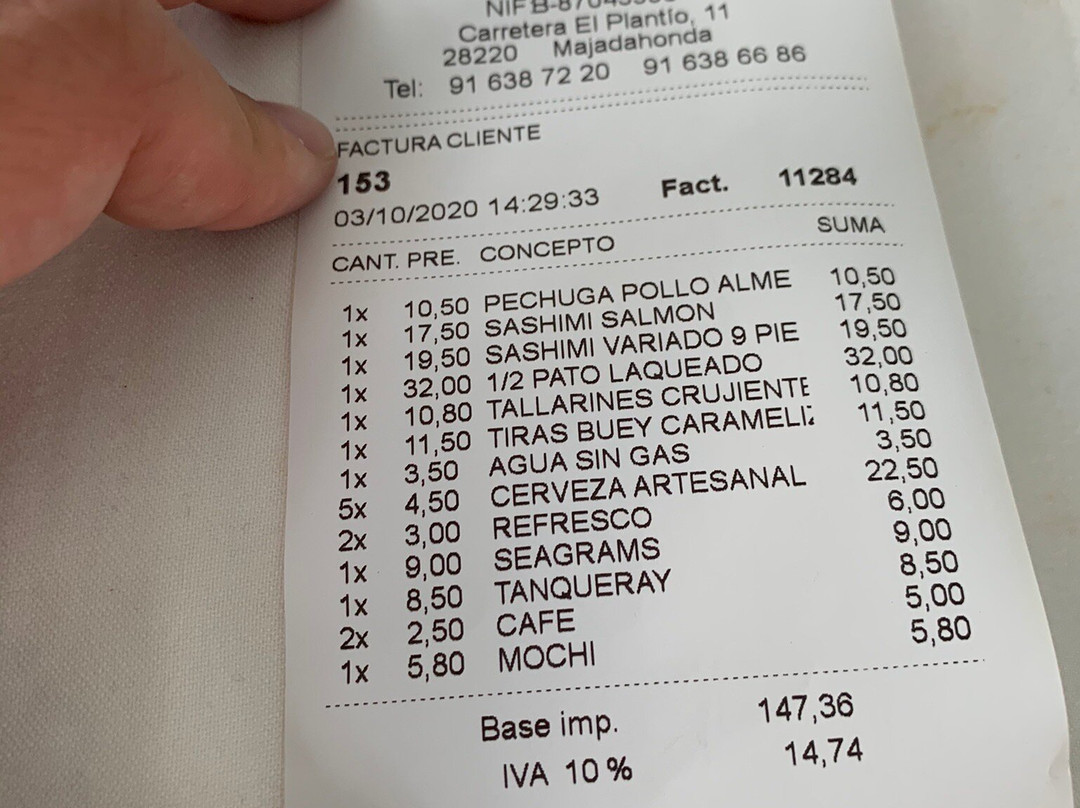 NIF B-87
Carretera El Plantío, 11
28220 Majadahonda
Tel: 91 638 72 20 91 638 66 86
FACTURA CLIENTE
153 Fact. 11284
03/10/2020 14:29:33
CANT. PRE. CONCEPTO SUMA
1x 10,50 PECHUGA POLLO ALME 10,50
1x 17,50 SASHIMI SALMON 17,50
1x 19,50 SASHIMI VARIADO 9 PIE 19,50
1x 32,00 1/2 PATO LAQUEADO 32,00
1x 10,80 TALLARINES CRUJIENTE 10,80
1x 11,50 TIRAS BUEY CARAMELI 11,50
1x 3,50 AGUA SIN GAS 3,50
5x 4,50 CERVEZA ARTESANAL 22,50
2x 3,00 REFRESCO 6,00
1x 9,00 SEAGRAMS 9,00
1x 8,50 TANQUERAY 8,50
2x 2,50 CAFE 5,00
1x 5,80 MOCHI 5,80
Base imp. 147,36
IVA 10 % 14,74